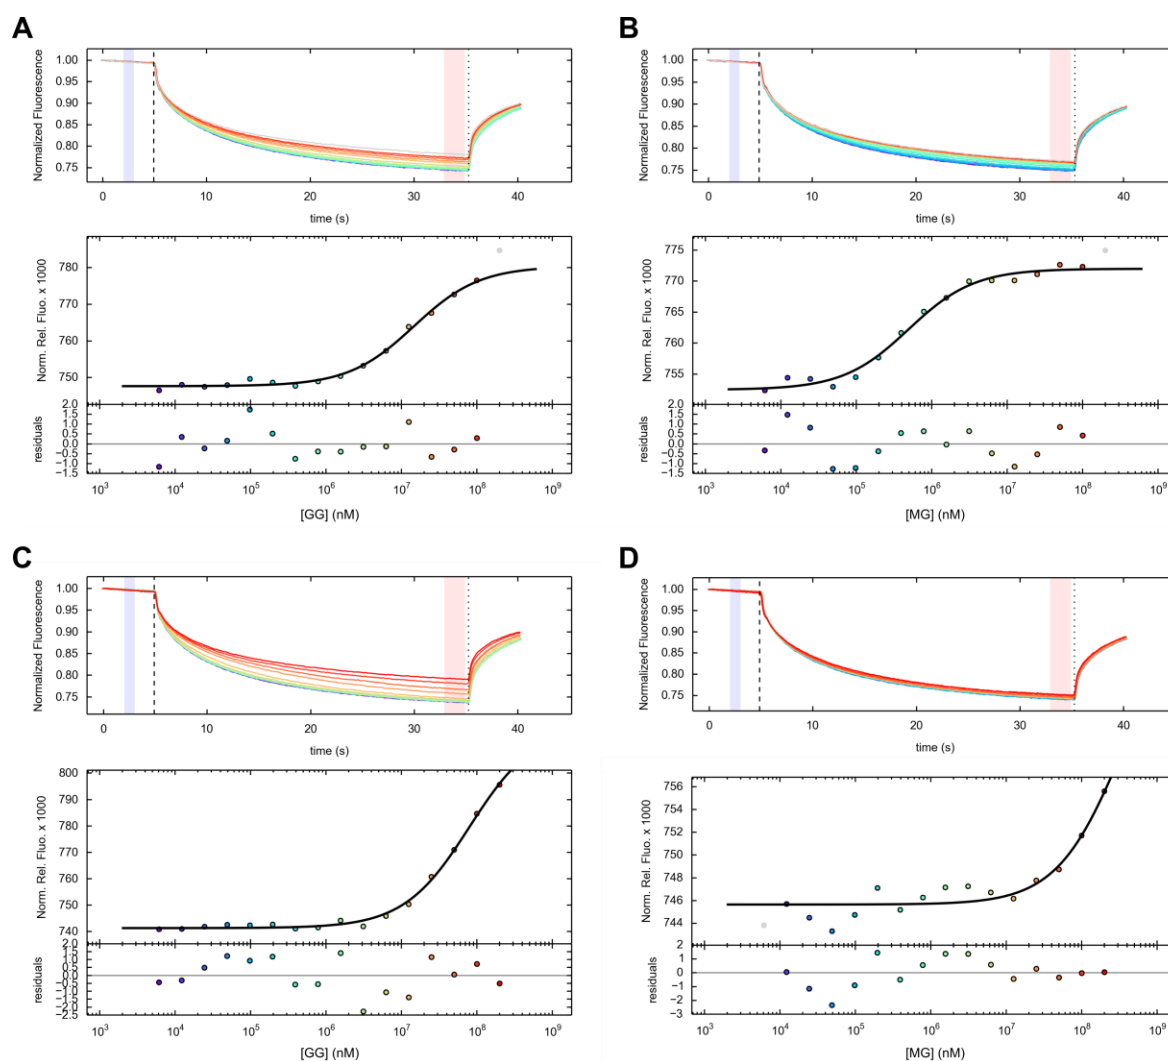 A
Normalized Fluorescence
1.00
0.95
0.90
0.85
0.80
0.75
0 10 20 30 40
time (s)
Norm. Rel. Fluo. x 1000
780
770
760
750
2.0
residuals
1.5
1.0
0.5
0.0
−0.5
−1.0
−1.5
10³ 10⁴ 10⁵ 10⁶ 10⁷ 10⁸ 10⁹
[GG] (nM)
B
Normalized Fluorescence
1.00
0.95
0.90
0.85
0.80
0.75
0 10 20 30 40
time (s)
Norm. Rel. Fluo. x 1000
775
770
765
760
755
2.0
residuals
1.5
1.0
0.5
0.0
−0.5
−1.0
−1.5
10³ 10⁴ 10⁵ 10⁶ 10⁷ 10⁸ 10⁹
[MG] (nM)
C
Normalized Fluorescence
1.00
0.95
0.90
0.85
0.80
0.75
0 10 20 30 40
time (s)
Norm. Rel. Fluo. x 1000
800
790
780
770
760
750
740
2.0
residuals
1.5
1.0
0.5
0.0
−0.5
−1.0
−1.5
−2.0
−2.5
10³ 10⁴ 10⁵ 10⁶ 10⁷ 10⁸ 10⁹
[GG] (nM)
D
Normalized Fluorescence
1.00
0.95
0.90
0.85
0.80
0.75
0 10 20 30 40
time (s)
Norm. Rel. Fluo. x 1000
756
754
752
750
748
746
744
2
residuals
1
0
−1
−2
−3
10³ 10⁴ 10⁵ 10⁶ 10⁷ 10⁸ 10⁹
[MG] (nM)